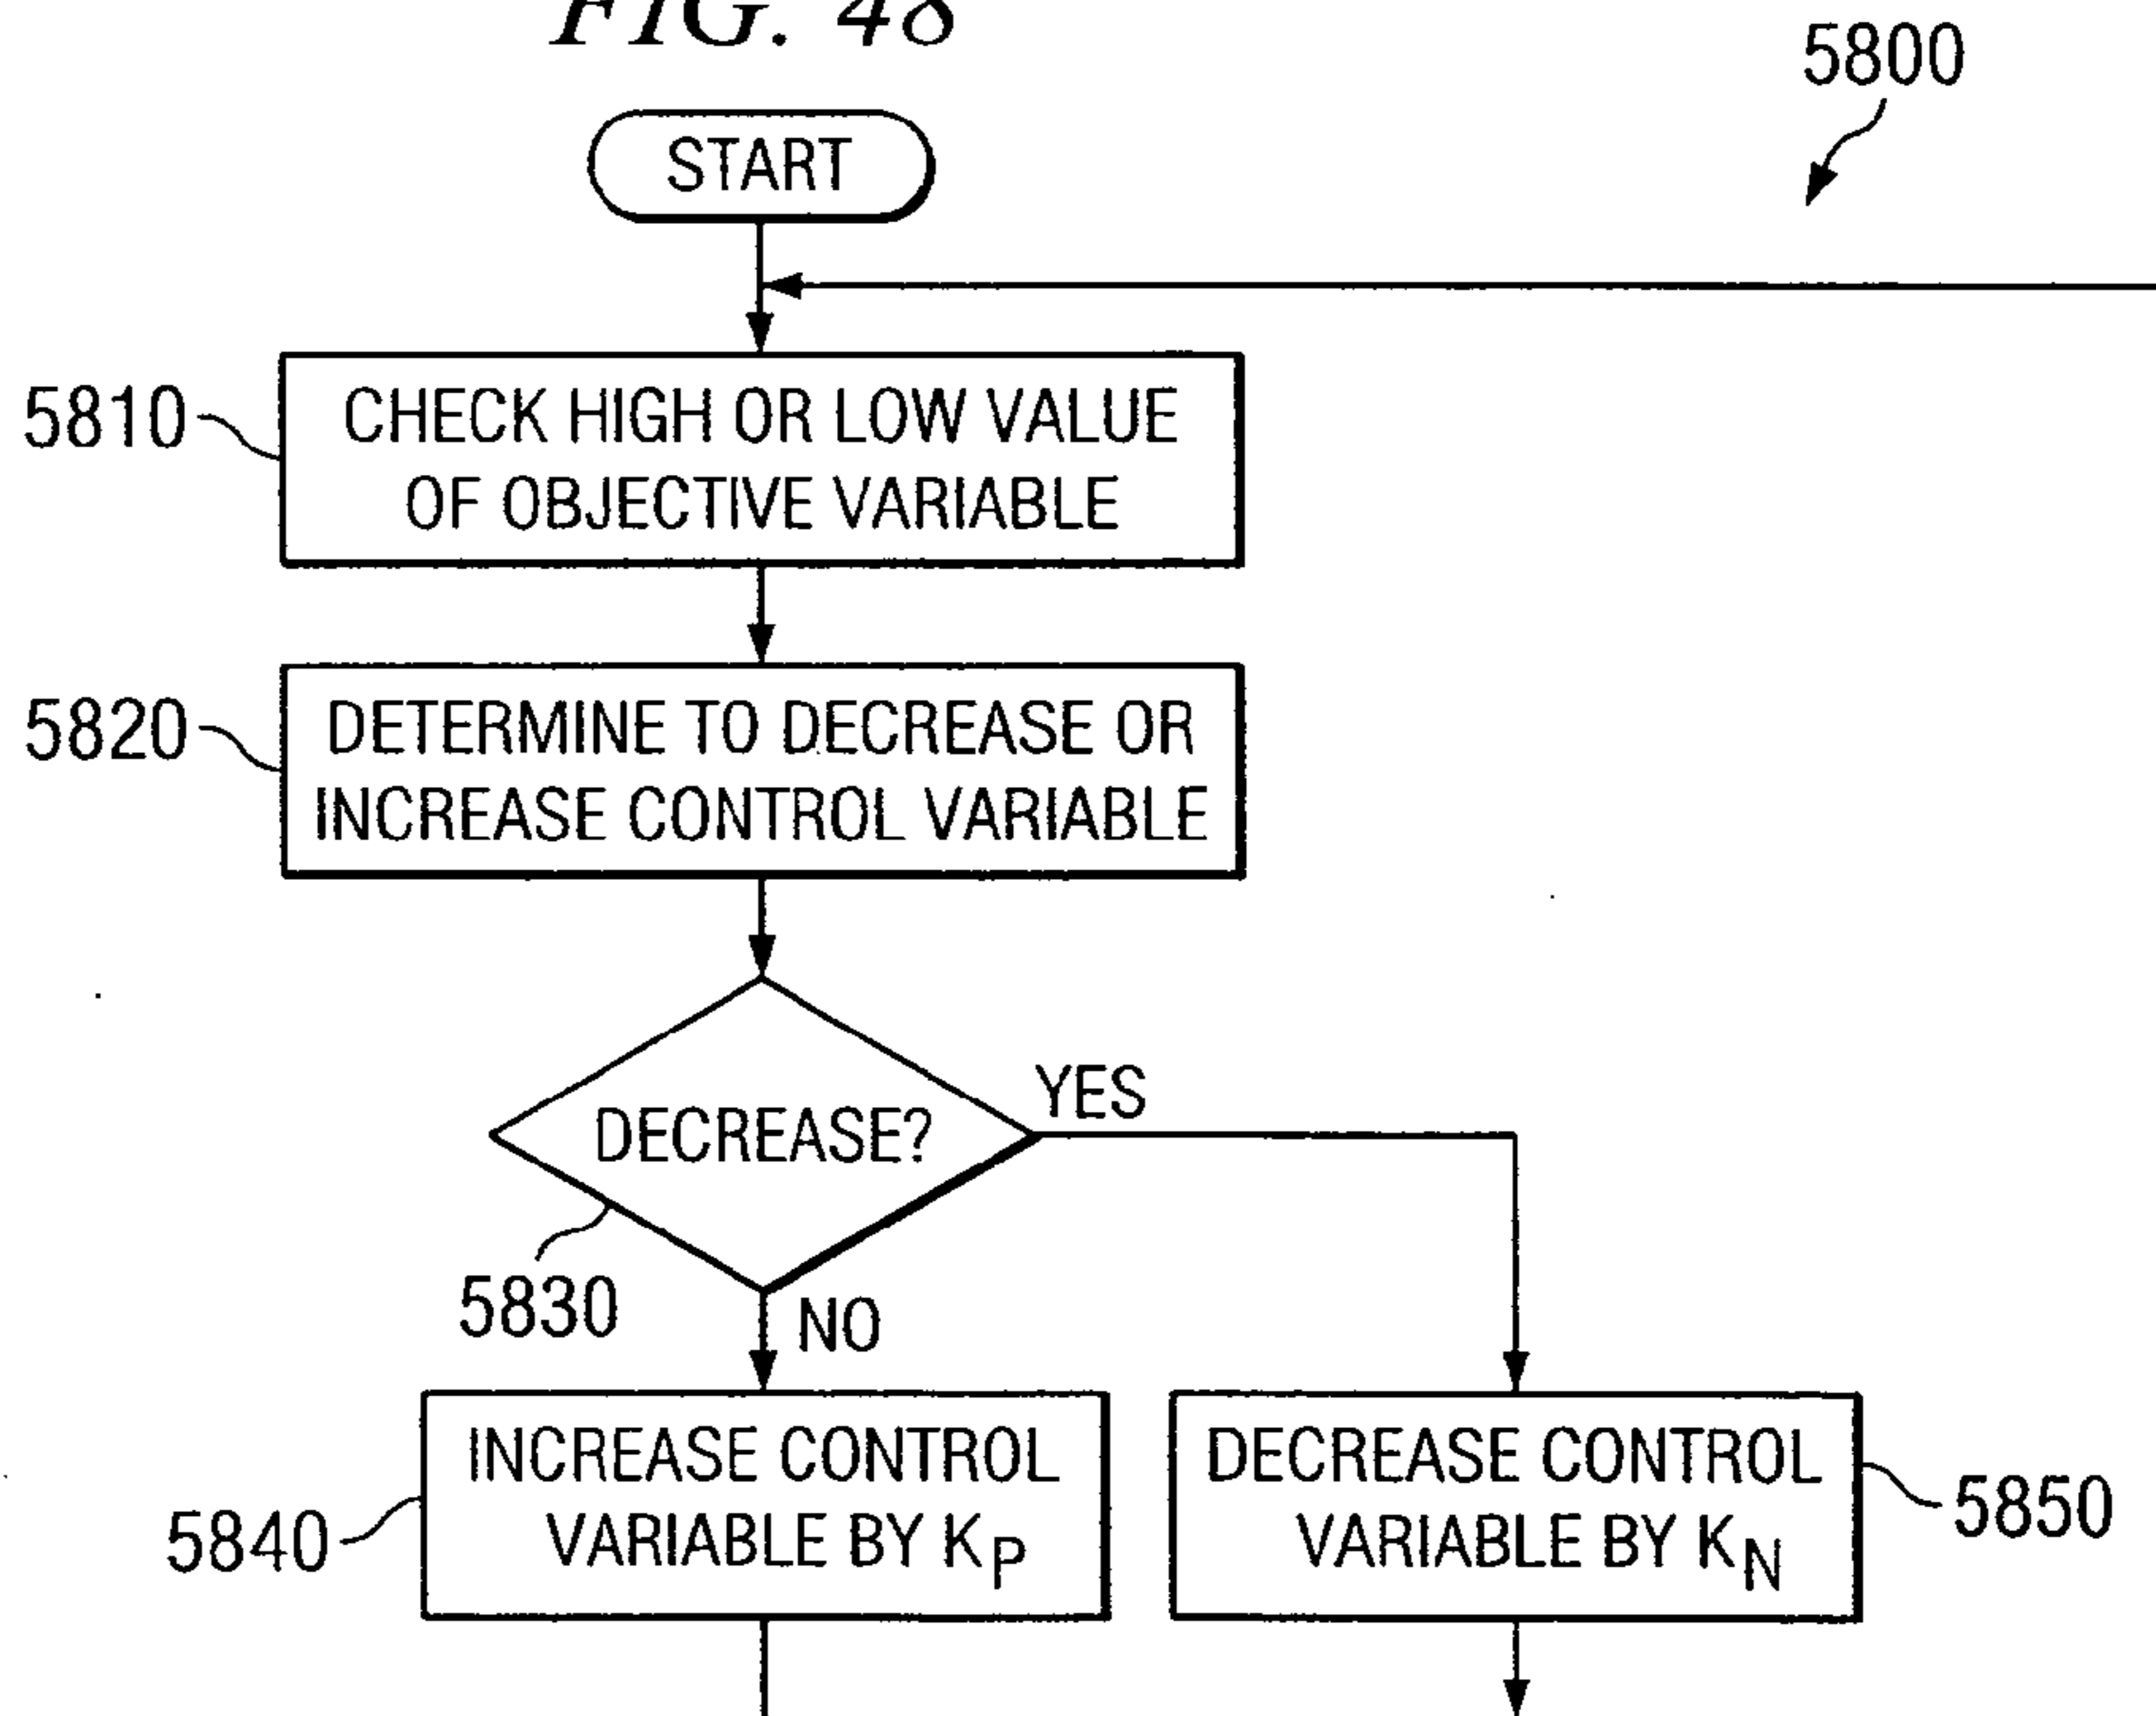 FIG. 48
5800
START
5810
CHECK HIGH OR LOW VALUE
OF OBJECTIVE VARIABLE
5820
DETERMINE TO DECREASE OR
INCREASE CONTROL VARIABLE
DECREASE?
YES
5830
NO
5840
INCREASE CONTROL
VARIABLE BY KP
DECREASE CONTROL
VARIABLE BY KN
5850